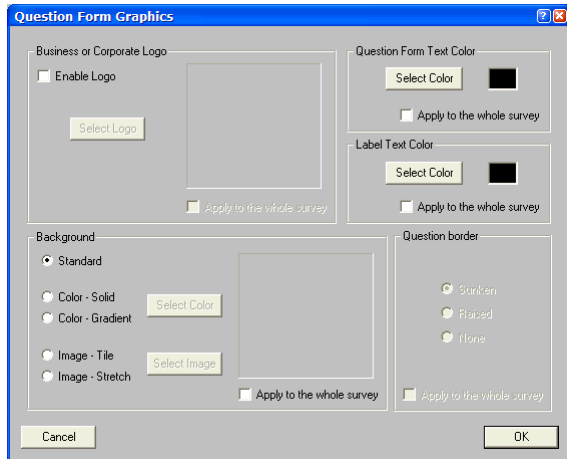 Question Form Graphics
Business or Corporate Logo
Enable Logo
Select Logo
Apply to the whole survey
Question Form Text Color
Select Color
Apply to the whole survey
Label Text Color
Select Color
Apply to the whole survey
Background
Standard
Color - Solid
Color - Gradient
Select Color
Image - Tile
Image - Stretch
Select Image
Apply to the whole survey
Question border
Sunken
Raised
None
Apply to the whole survey
Cancel
OK